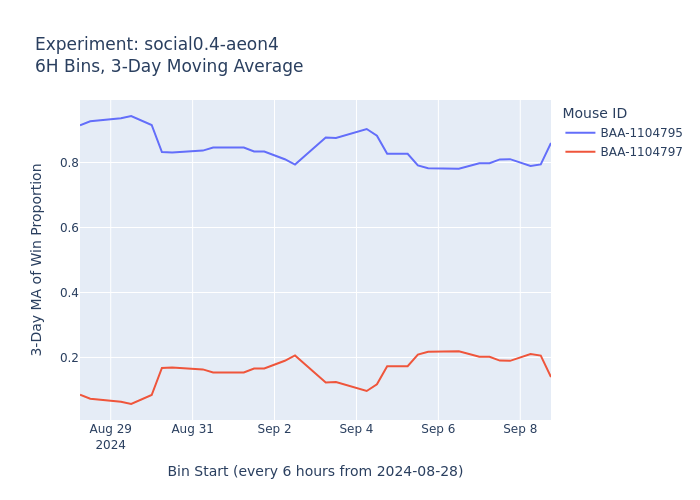 Experiment: social0.4-aeon4
6H Bins, 3-Day Moving Average
Mouse ID
BAA-1104795
BAA-1104797
3-Day MA of Win Proportion
0.8
0.6
0.4
0.2
Aug 29
2024
Aug 31
Sep 2
Sep 4
Sep 6
Sep 8
Bin Start (every 6 hours from 2024-08-28)